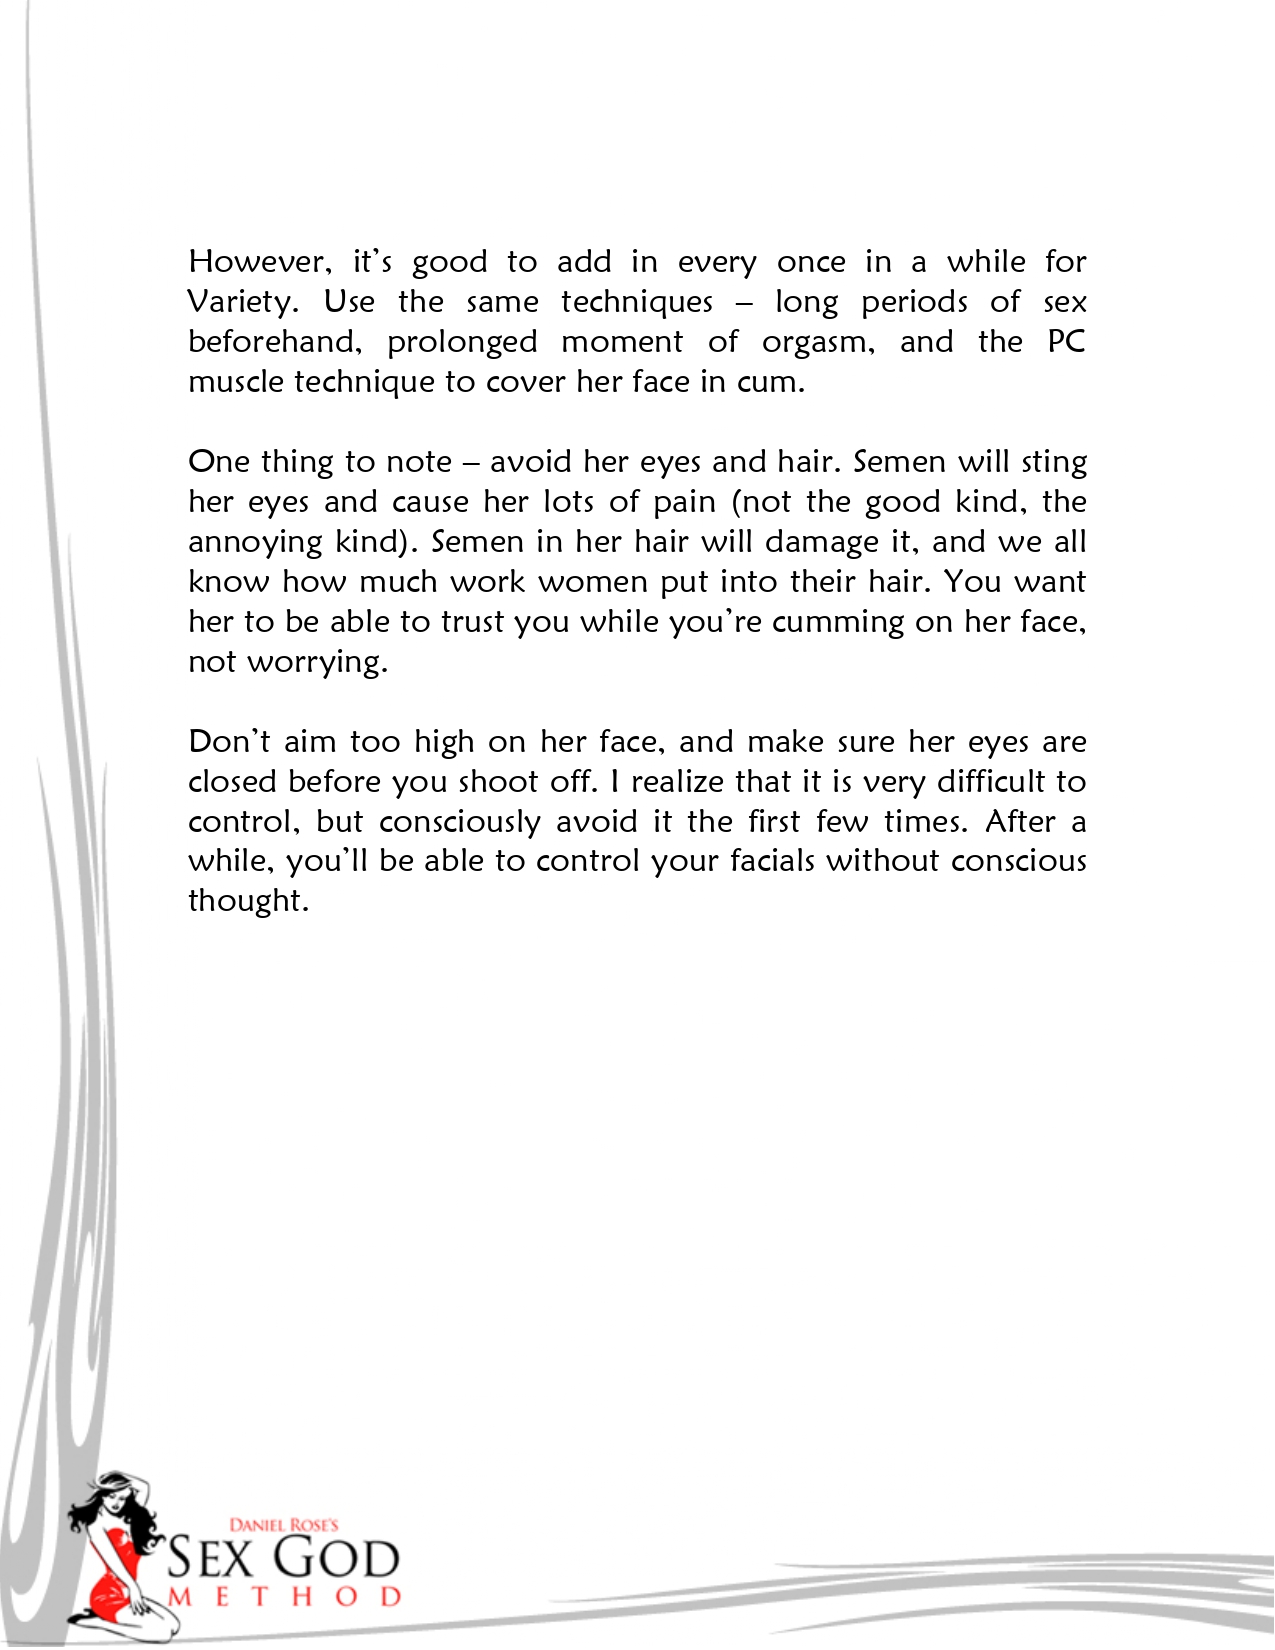 However, it’s good to add in every once in a while for
Variety. Use the same techniques – long periods of sex
beforehand, prolonged moment of orgasm, and the PC
muscle technique to cover her face in cum.
One thing to note – avoid her eyes and hair. Semen will sting
her eyes and cause her lots of pain (not the good kind, the
annoying kind). Semen in her hair will damage it, and we all
know how much work women put into their hair. You want
her to be able to trust you while you’re cumming on her face,
not worrying.
Don’t aim too high on her face, and make sure her eyes are
closed before you shoot off. I realize that it is very difficult to
control, but consciously avoid it the first few times. After a
while, you’ll be able to control your facials without conscious
thought.
DANIEL ROSE’S
SEX GOD
METHOD